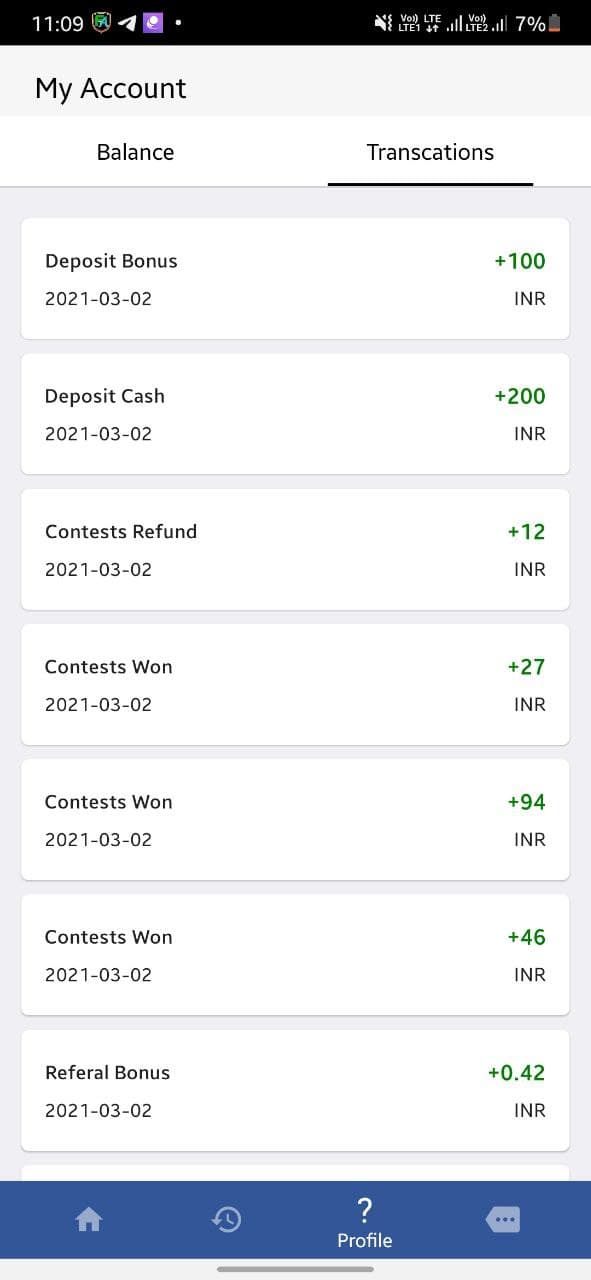 11:09
Vo)) LTE Vo))
LTE1 LTE2 7%
My Account
Balance Transcations
Deposit Bonus +100
2021-03-02 INR
Deposit Cash +200
2021-03-02 INR
Contests Refund +12
2021-03-02 INR
Contests Won +27
2021-03-02 INR
Contests Won +94
2021-03-02 INR
Contests Won +46
2021-03-02 INR
Referal Bonus +0.42
2021-03-02 INR
?
Profile